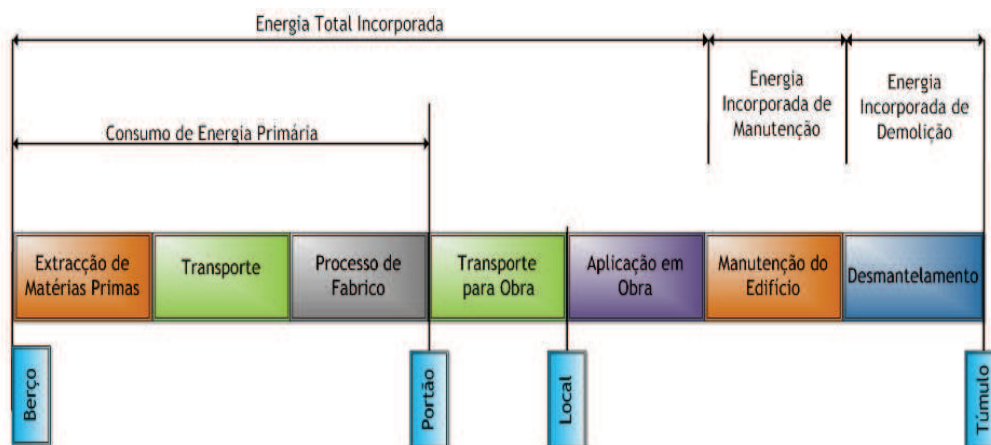 Energia Total Incorporada
Energia
Incorporada de
Manutenção
Energia
Incorporada de
Demolição
Consumo de Energia Primária
Extracção de
Matérias Primas
Transporte
Processo de
Fabrico
Transporte
para Obra
Aplicação em
Obra
Manutenção do
Edifício
Desmantelamento
Berço
Portão
Local
Túmulo